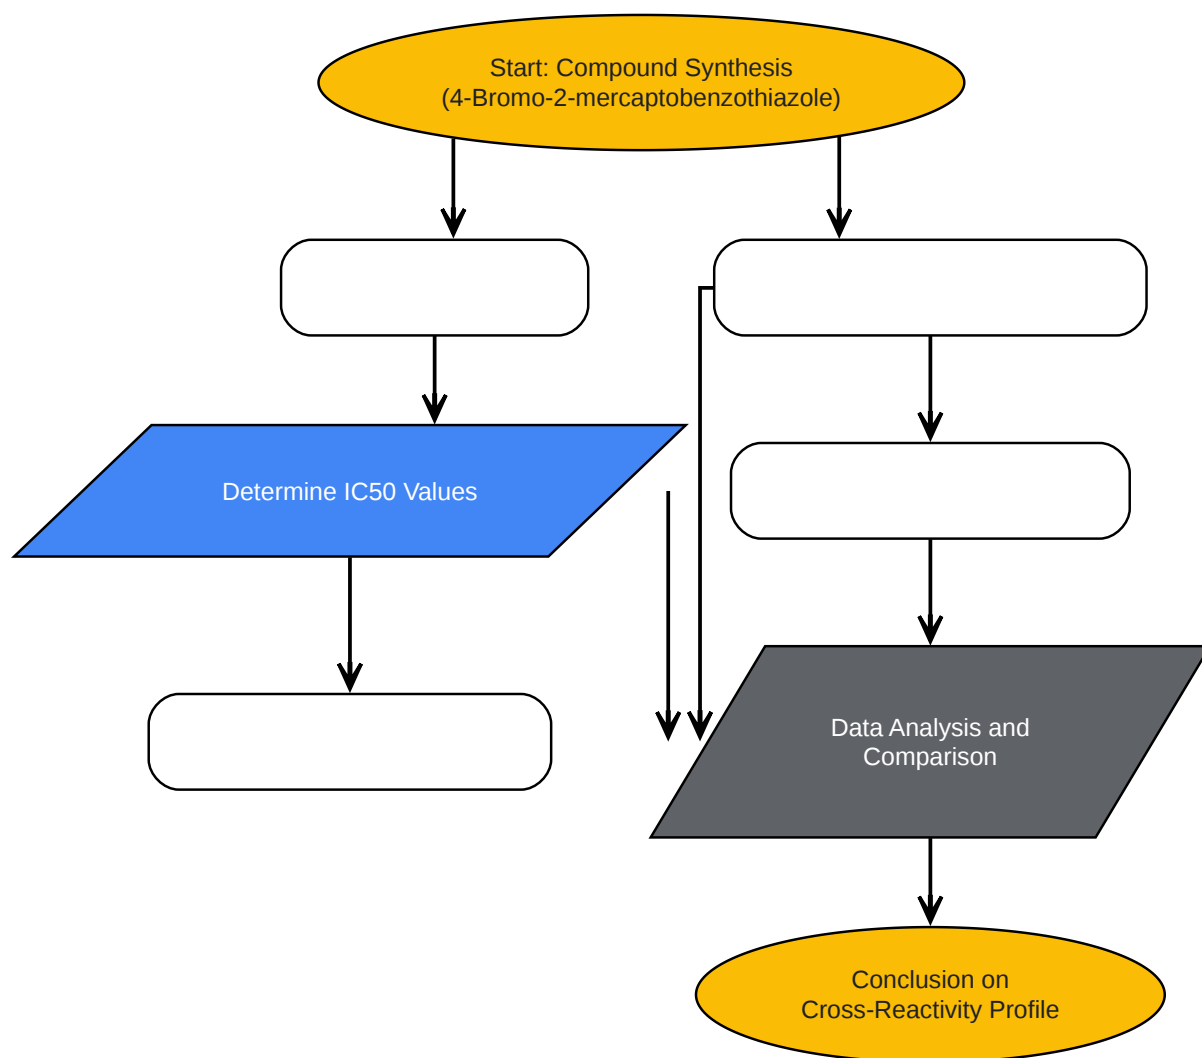 Start: Compound Synthesis
(4-Bromo-2-mercaptobenzothiazole)
Determine IC50 Values
Data Analysis and
Comparison
Conclusion on
Cross-Reactivity Profile